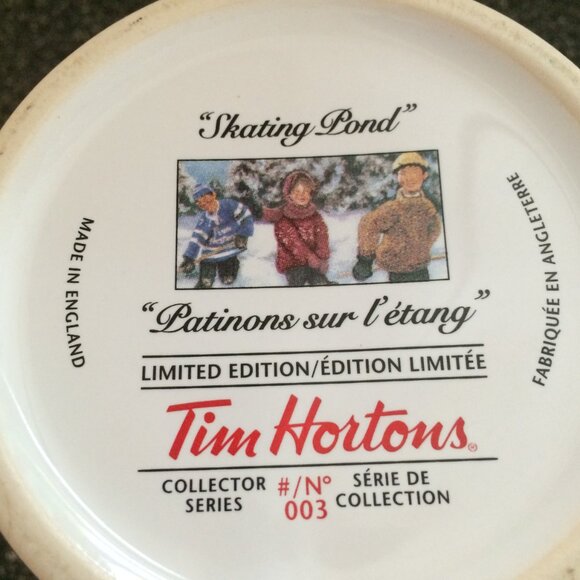 "Skating Pond"
MADE IN ENGLAND
FABRIQUÉE EN ANGLETERRE
"Patinons sur l'étang"
LIMITED EDITION/ÉDITION LIMITÉE
Tim Hortons®
COLLECTOR SERIES
#/N° 003
SÉRIE DE COLLECTION